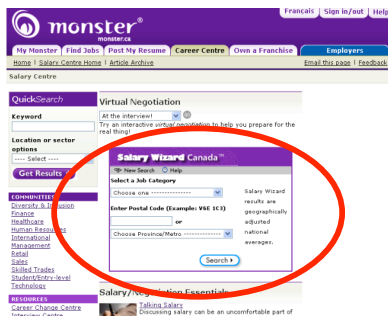 Français Sign in/out Help
monster®
monster.ca
My Monster Find Jobs Post My Resume Career Centre Own a Franchise Employers
Home | Salary Centre Home | Article Archive Email this page | Feedback
Salary Centre
QuickSearch
Keyword
Location or sector
options
---- Select ----
Get Results
COMMUNITIES
Diversity & Inclusion
Finance
Healthcare
Human Resources
International
Management
Retail
Sales
Skilled Trades
Student/Entry-level
Technology
RESOURCES
Career Change Centre
Interview Centre
Virtual Negotiation
At the interview!
Try an interactive virtual negotiation to help you prepare for the
real thing!
Salary Wizard Canada™
New Search Help
Select a Job Category
Choose one ----------------
Enter Postal Code (Example: V6E 1C3)
or
Choose Province/Metro ---------------
Salary Wizard
results are
geographically
adjusted
national
averages.
Search
Salary/Negotiation Essentials
Talking Salary
Discussing salary can be an uncomfortable part of